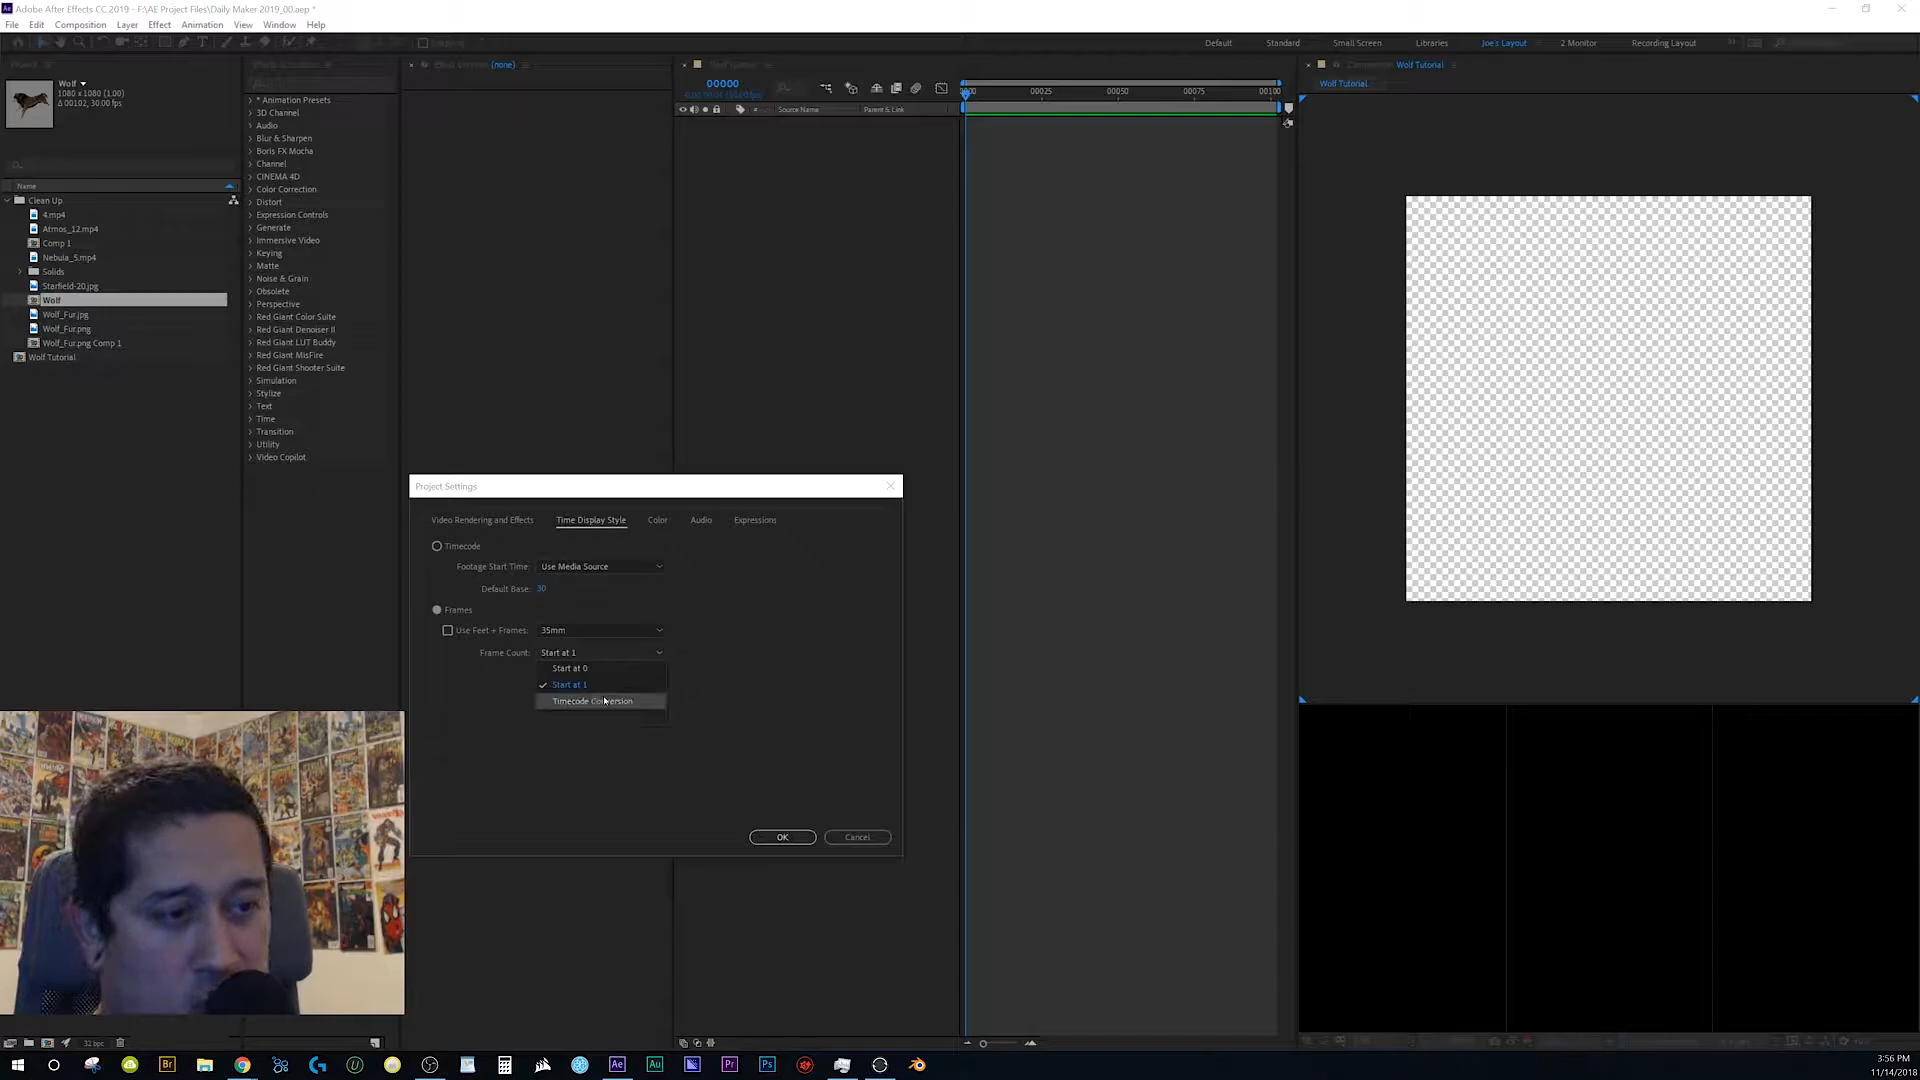 Adobe After Effects CC 2019 - F:\AE Project Files\Daily Maker 2019_00.aep *
File Edit Composition Layer Effect Animation View Window Help
Default Standard Small Screen Libraries Joe's Layout 2 Monitor Recording Layout
(none)
Wolf Tutorial
Wolf
1080 x 1080 (1.00)
Δ 00102, 30.00 fps
Wolf Tutorial
00000
00025 00050 00075 00100
Source Name Parent & Link
Name
Clean Up
4.mp4
Atmos_12.mp4
Comp 1
Nebula_5.mp4
Solids
Starfield-20.jpg
Wolf
Wolf_Fur.jpg
Wolf_Fur.png
Wolf_Fur.png Comp 1
Wolf Tutorial
* Animation Presets
3D Channel
Audio
Blur & Sharpen
Boris FX Mocha
Channel
CINEMA 4D
Color Correction
Distort
Expression Controls
Generate
Immersive Video
Keying
Matte
Noise & Grain
Obsolete
Perspective
Red Giant Color Suite
Red Giant Denoiser II
Red Giant LUT Buddy
Red Giant MisFire
Red Giant Shooter Suite
Simulation
Stylize
Text
Time
Transition
Utility
Video Copilot
Project Settings
Video Rendering and Effects Time Display Style Color Audio Expressions
Timecode
Footage Start Time: Use Media Source
Default Base: 30
Frames
Use Feet + Frames: 35mm
Frame Count: Start at 1
Start at 0
Start at 1
Timecode Conversion
OK Cancel
32 bpc
Br Ae Au Pr Ps
3:56 PM
11/14/2018